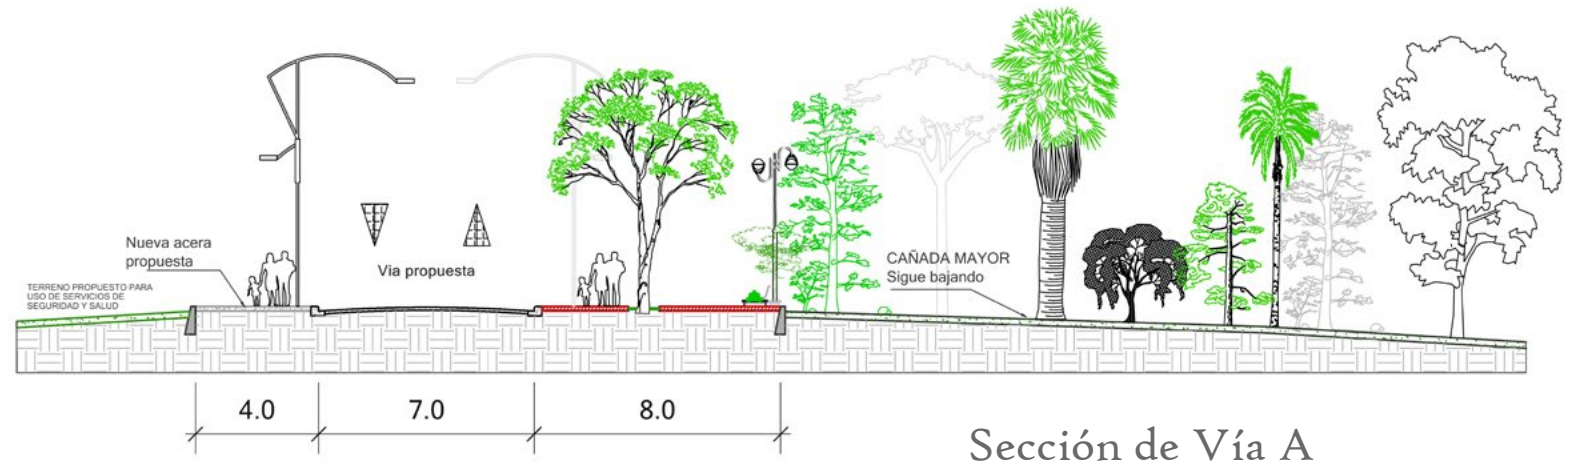 Nueva acera
propuesta
TERRENO PROPUESTO PARA
USO DE SERVICIOS DE
SEGURIDAD Y SALUD
Via propuesta
CAÑADA MAYOR
Sigue bajando
4.0
7.0
8.0
Sección de Vía A